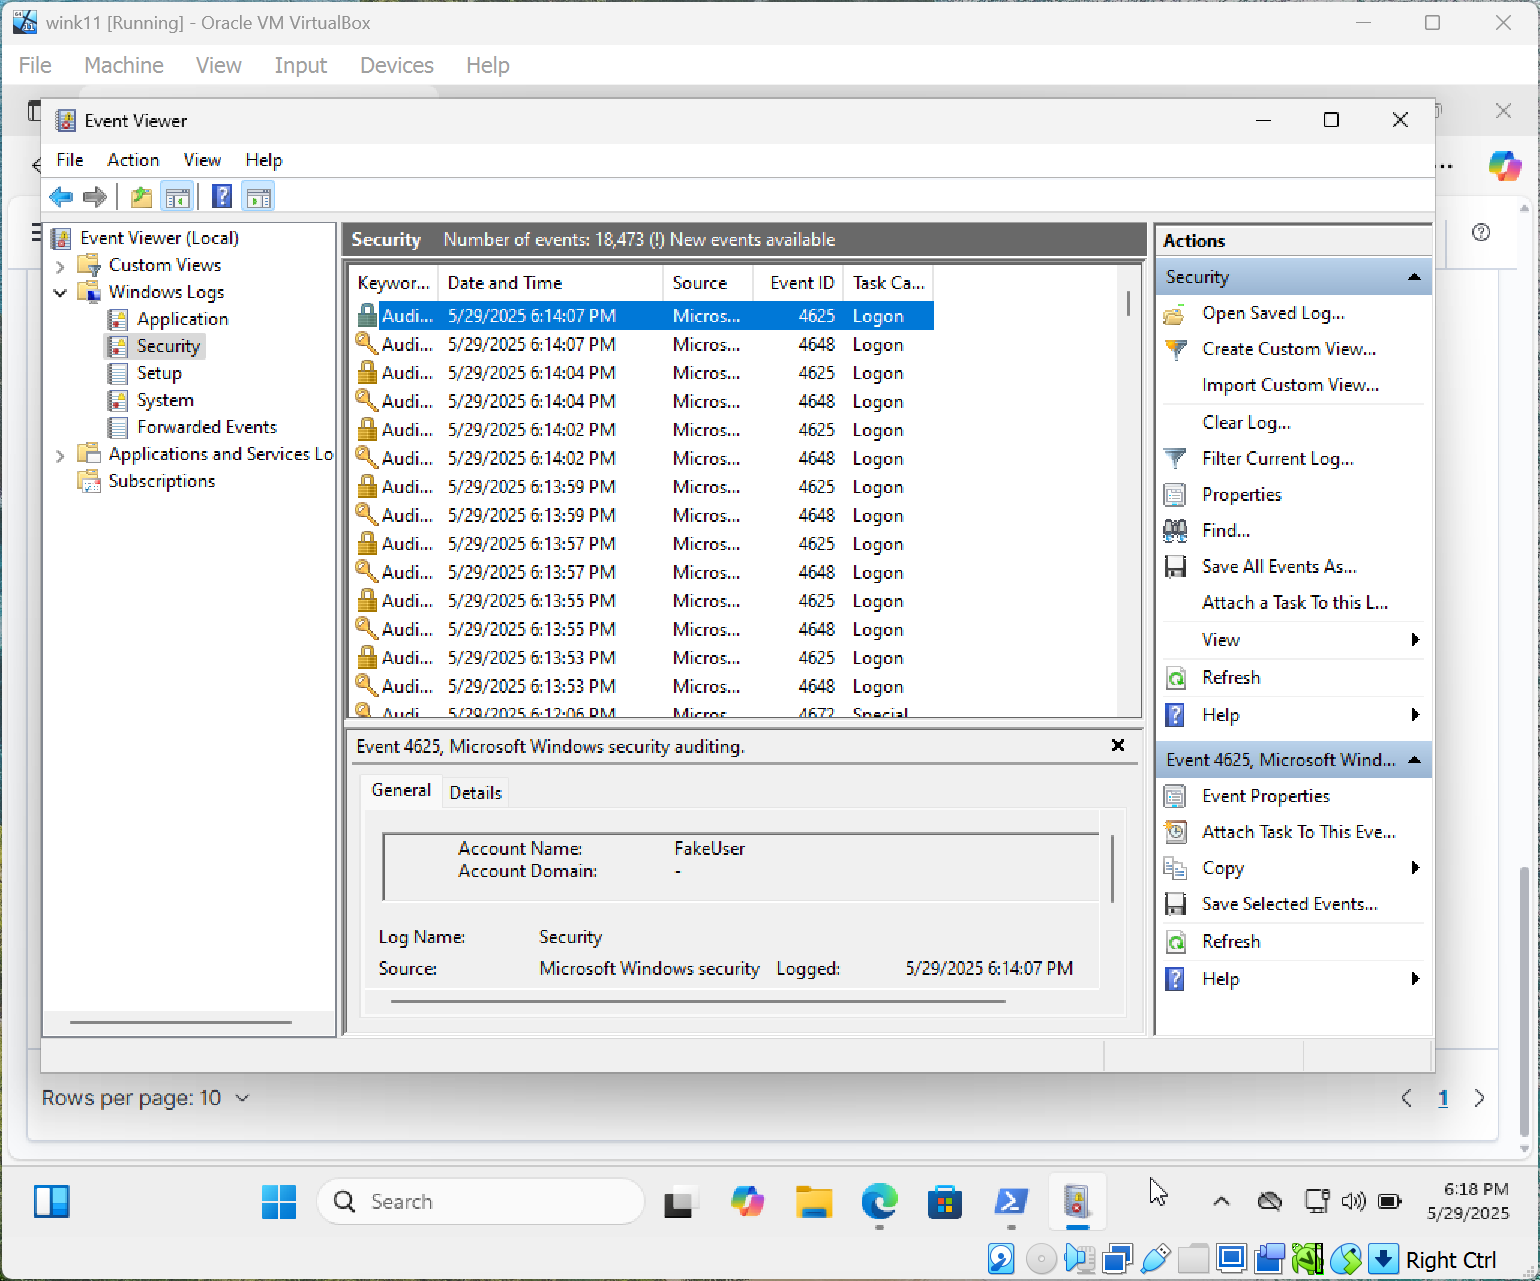 wink11 [Running] - Oracle VM VirtualBox
File Machine View Input Devices Help
Event Viewer
File Action View Help
Event Viewer (Local)
Custom Views
Windows Logs
Application
Security
Setup
System
Forwarded Events
Applications and Services Lo
Subscriptions
Security Number of events: 18,473 (!) New events available
Keywor... Date and Time Source Event ID Task Ca...
Audi... 5/29/2025 6:14:07 PM Micros... 4625 Logon
Audi... 5/29/2025 6:14:07 PM Micros... 4648 Logon
Audi... 5/29/2025 6:14:04 PM Micros... 4625 Logon
Audi... 5/29/2025 6:14:04 PM Micros... 4648 Logon
Audi... 5/29/2025 6:14:02 PM Micros... 4625 Logon
Audi... 5/29/2025 6:14:02 PM Micros... 4648 Logon
Audi... 5/29/2025 6:13:59 PM Micros... 4625 Logon
Audi... 5/29/2025 6:13:59 PM Micros... 4648 Logon
Audi... 5/29/2025 6:13:57 PM Micros... 4625 Logon
Audi... 5/29/2025 6:13:57 PM Micros... 4648 Logon
Audi... 5/29/2025 6:13:55 PM Micros... 4625 Logon
Audi... 5/29/2025 6:13:55 PM Micros... 4648 Logon
Audi... 5/29/2025 6:13:53 PM Micros... 4625 Logon
Audi... 5/29/2025 6:13:53 PM Micros... 4648 Logon
Audi... 5/29/2025 6:12:06 PM Micros... 4672 Special
Event 4625, Microsoft Windows security auditing.
General Details
Account Name: FakeUser
Account Domain: -
Log Name: Security
Source: Microsoft Windows security Logged: 5/29/2025 6:14:07 PM
Actions
Security
Open Saved Log...
Create Custom View...
Import Custom View...
Clear Log...
Filter Current Log...
Properties
Find...
Save All Events As...
Attach a Task To this L...
View
Refresh
Help
Event 4625, Microsoft Wind...
Event Properties
Attach Task To This Eve...
Copy
Save Selected Events...
Refresh
Help
Rows per page: 10
1
Search
6:18 PM
5/29/2025
Right Ctrl